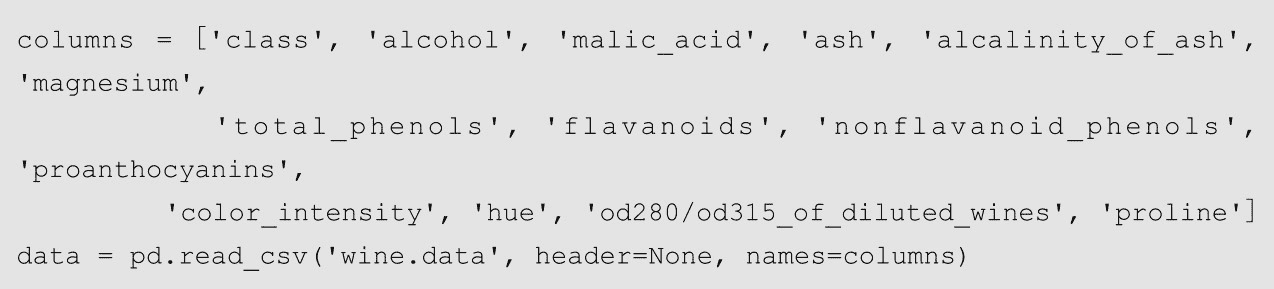 columns = ['class', 'alcohol', 'malic_acid', 'ash', 'alcalinity_of_ash',
'magnesium',
'total_phenols', 'flavanoids', 'nonflavanoid_phenols',
'proanthocyanins',
'color_intensity', 'hue', 'od280/od315_of_diluted_wines', 'proline']
data = pd.read_csv('wine.data', header=None, names=columns)